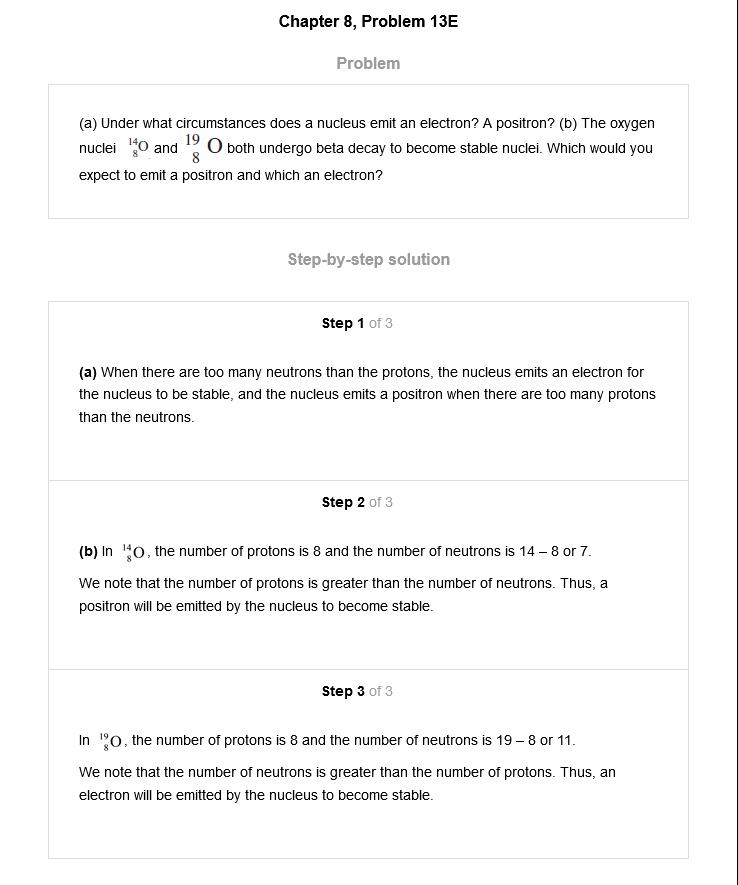 Chapter 8, Problem 13E
Problem
(a) Under what circumstances does a nucleus emit an electron? A positron? (b) The oxygen
nuclei ¹⁴₈O and ¹⁹₈O both undergo beta decay to become stable nuclei. Which would you
expect to emit a positron and which an electron?
Step-by-step solution
Step 1 of 3
(a) When there are too many neutrons than the protons, the nucleus emits an electron for
the nucleus to be stable, and the nucleus emits a positron when there are too many protons
than the neutrons.
Step 2 of 3
(b) In ¹⁴₈O, the number of protons is 8 and the number of neutrons is 14 – 8 or 7.
We note that the number of protons is greater than the number of neutrons. Thus, a
positron will be emitted by the nucleus to become stable.
Step 3 of 3
In ¹⁹₈O, the number of protons is 8 and the number of neutrons is 19 – 8 or 11.
We note that the number of neutrons is greater than the number of protons. Thus, an
electron will be emitted by the nucleus to become stable.